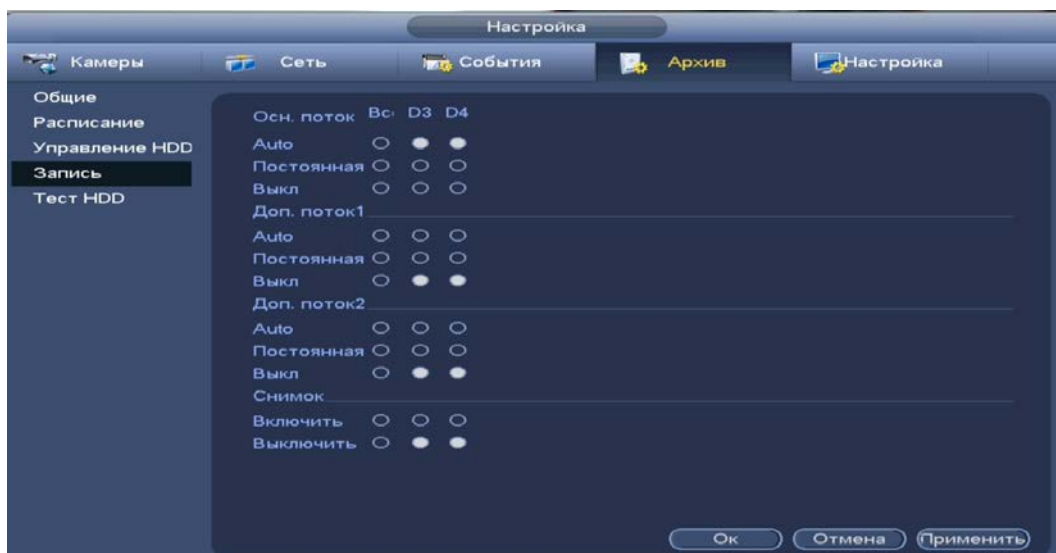 Настройка
Камеры Сеть События Архив Настройка
Общие
Расписание
Управление HDD
Запись
Тест HDD
Осн. поток Вс D3 D4
Auto
Постоянная
Выкл
Доп. поток1
Auto
Постоянная
Выкл
Доп. поток2
Auto
Постоянная
Выкл
Снимок
Включить
Выключить
Ок Отмена Применить